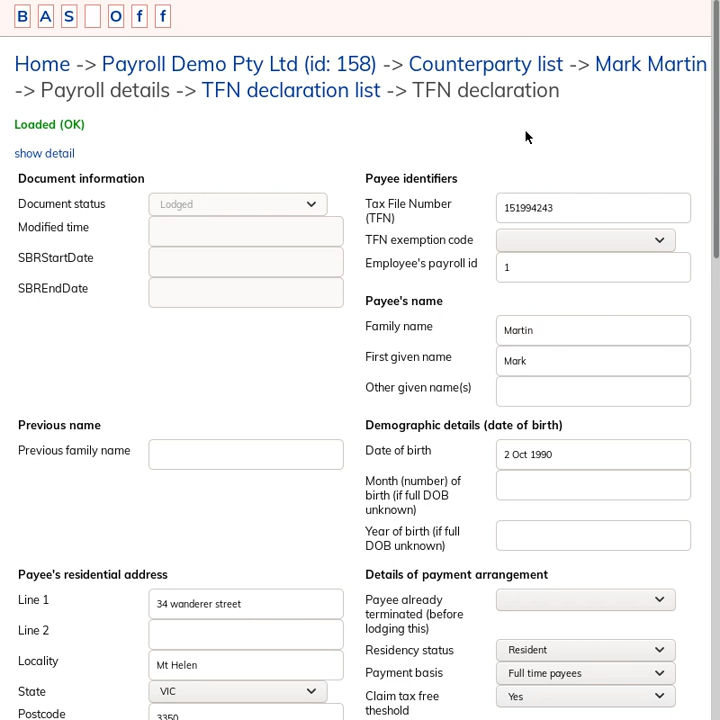 B A S O f f
Home -> Payroll Demo Pty Ltd (id: 158) -> Counterparty list -> Mark Martin
-> Payroll details -> TFN declaration list -> TFN declaration
Loaded (OK)
show detail
Document information
Document status
Lodged
Modified time
SBRStartDate
SBREndDate
Payee identifiers
Tax File Number
(TFN)
151994243
TFN exemption code
Employee's payroll id
1
Payee's name
Family name
Martin
First given name
Mark
Other given name(s)
Previous name
Previous family name
Demographic details (date of birth)
Date of birth
2 Oct 1990
Month (number) of
birth (if full DOB
unknown)
Year of birth (if full
DOB unknown)
Payee's residential address
Line 1
34 wanderer street
Line 2
Locality
Mt Helen
State
VIC
Postcode
3350
Details of payment arrangement
Payee already
terminated (before
lodging this)
Residency status
Resident
Payment basis
Full time payees
Claim tax free
theshold
Yes